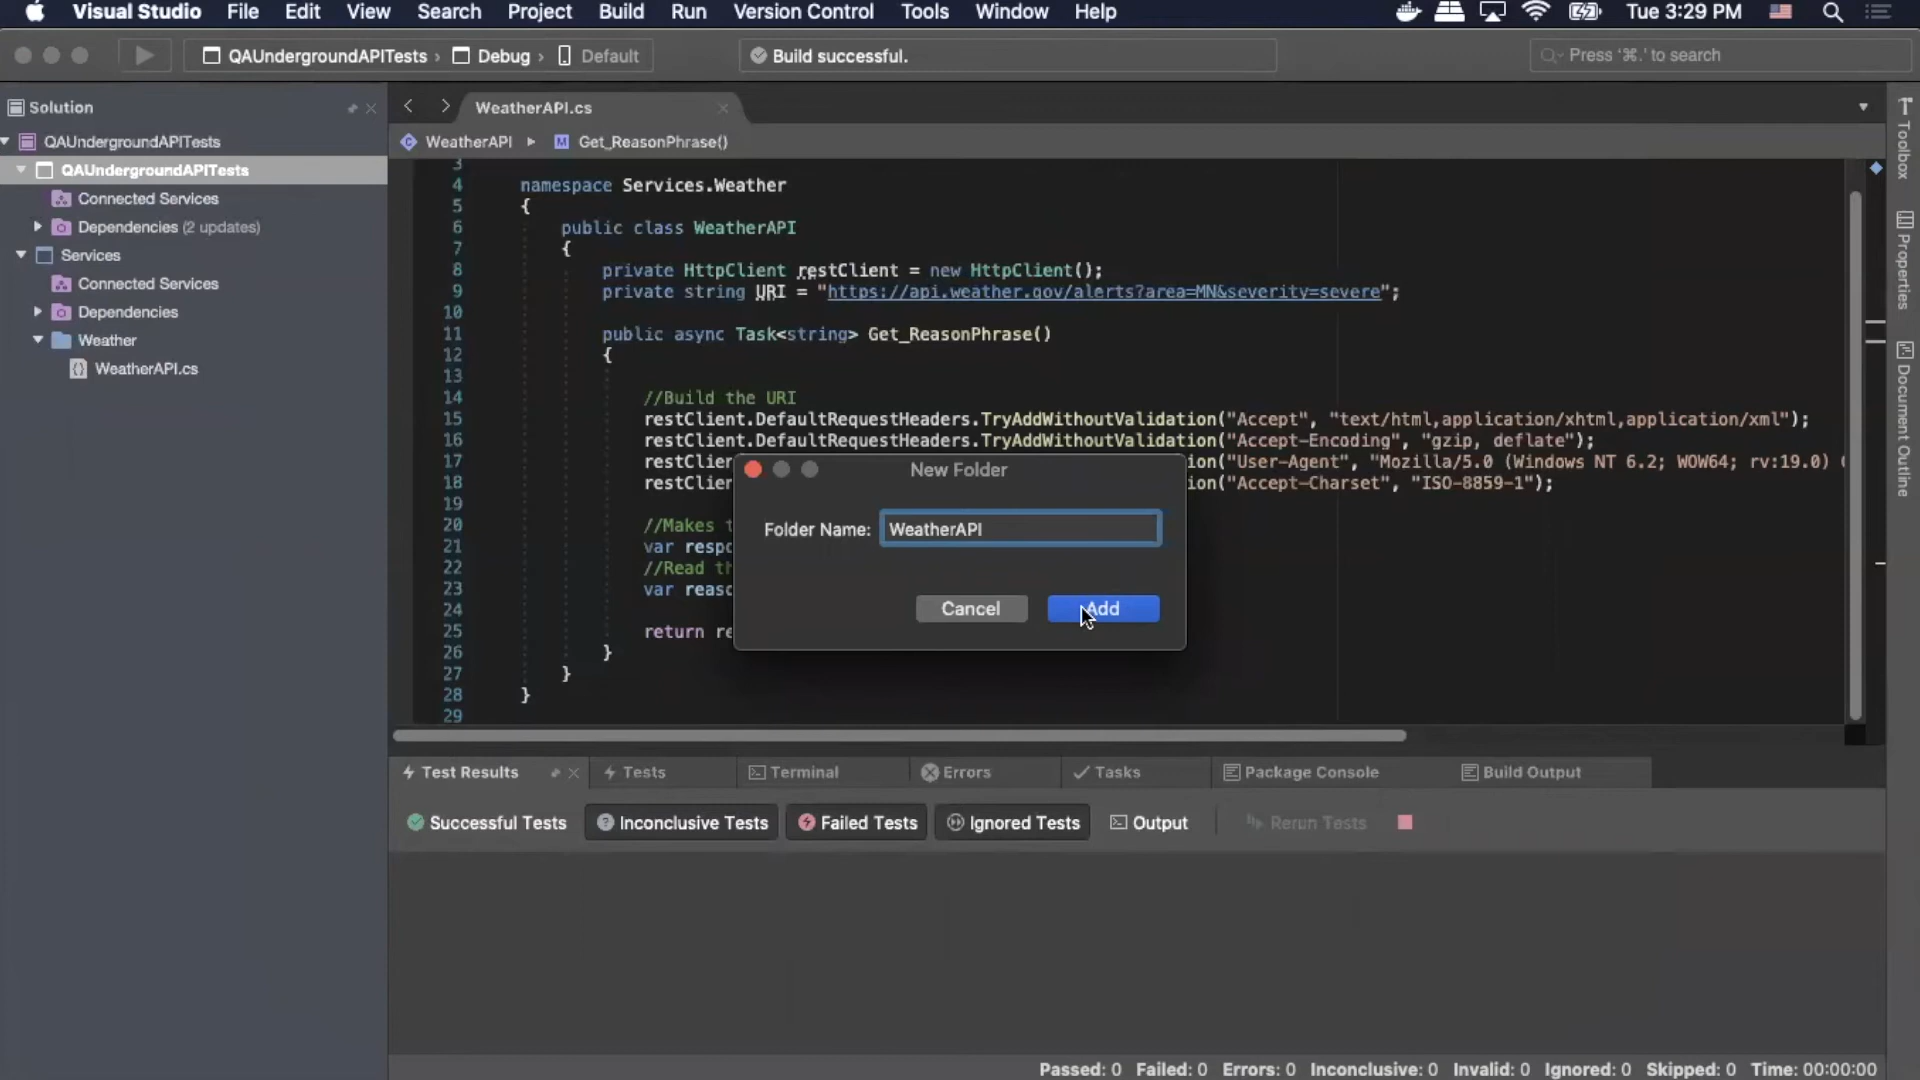 Visual Studio File Edit View Search Project Build Run Version Control Tools Window Help Tue 3:29 PM
QAUndergroundAPITests › Debug › Default
Build successful.
Press '⌘.' to search
Solution
QAUndergroundAPITests
QAUndergroundAPITests
Connected Services
Dependencies (2 updates)
Services
Connected Services
Dependencies
Weather
WeatherAPI.cs
WeatherAPI.cs
WeatherAPI Get_ReasonPhrase()
3
4 namespace Services.Weather
5 {
6 public class WeatherAPI
7 {
8 private HttpClient restClient = new HttpClient();
9 private string URI = "https://api.weather.gov/alerts?area=MN&severity=severe";
10
11 public async Task<string> Get_ReasonPhrase()
12 {
13
14 //Build the URI
15 restClient.DefaultRequestHeaders.TryAddWithoutValidation("Accept", "text/html,application/xhtml,application/xml");
16 restClient.DefaultRequestHeaders.TryAddWithoutValidation("Accept-Encoding", "gzip, deflate");
17 restClier ion("User-Agent", "Mozilla/5.0 (Windows NT 6.2; WOW64; rv:19.0)
18 restClier ion("Accept-Charset", "ISO-8859-1");
19
20 //Makes t
21 var respo
22 //Read th
23 var reaso
24
25 return re
26 }
27 }
28 }
29
New Folder
Folder Name: WeatherAPI
Cancel Add
Toolbox
Properties
Document Outline
Test Results Tests Terminal Errors Tasks Package Console Build Output
Successful Tests Inconclusive Tests Failed Tests Ignored Tests Output Rerun Tests
Passed: 0 Failed: 0 Errors: 0 Inconclusive: 0 Invalid: 0 Ignored: 0 Skipped: 0 Time: 00:00:00